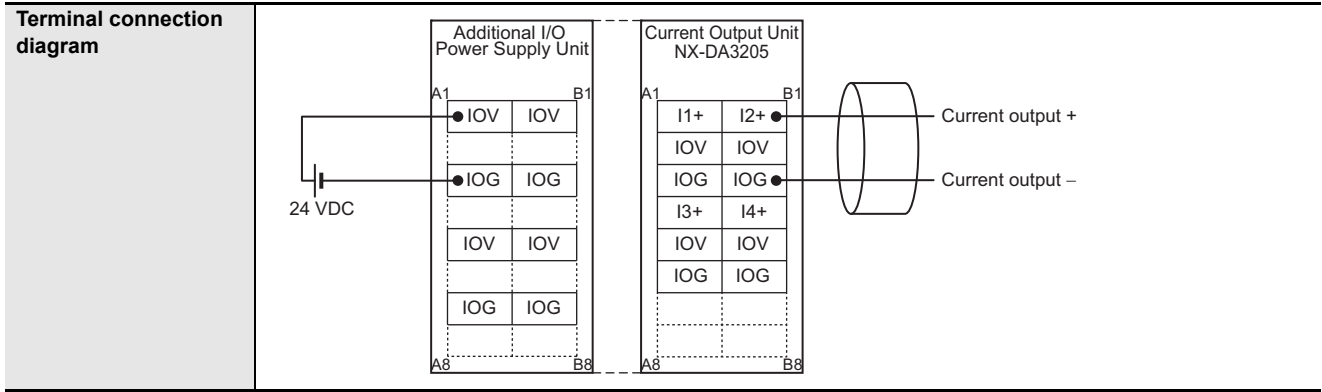 Terminal connection
diagram
Additional I/O
Power Supply Unit
A1 B1
IOV IOV
IOG IOG
IOV IOV
IOG IOG
A8 B8
24 VDC
Current Output Unit
NX-DA3205
A1 B1
I1+ I2+
IOV IOV
IOG IOG
I3+ I4+
IOV IOV
IOG IOG
A8 B8
Current output +
Current output −